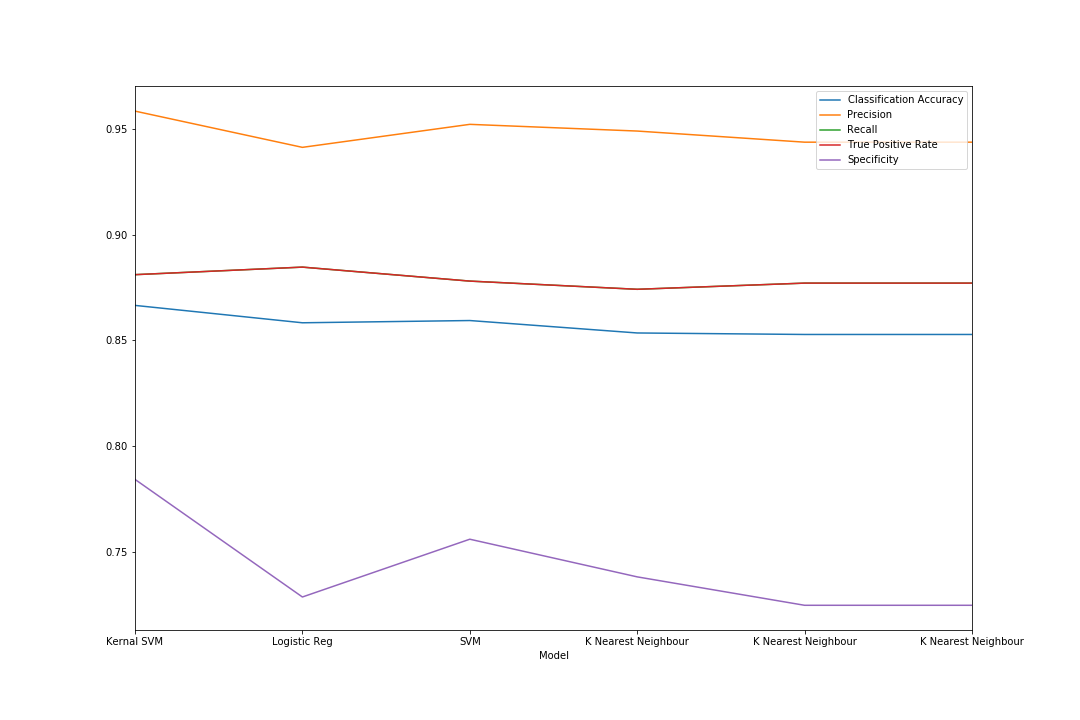 Classification Accuracy
Precision
Recall
True Positive Rate
Specificity
0.95
0.90
0.85
0.80
0.75
Kernal SVM
Logistic Reg
SVM
K Nearest Neighbour
K Nearest Neighbour
K Nearest Neighbour
Model